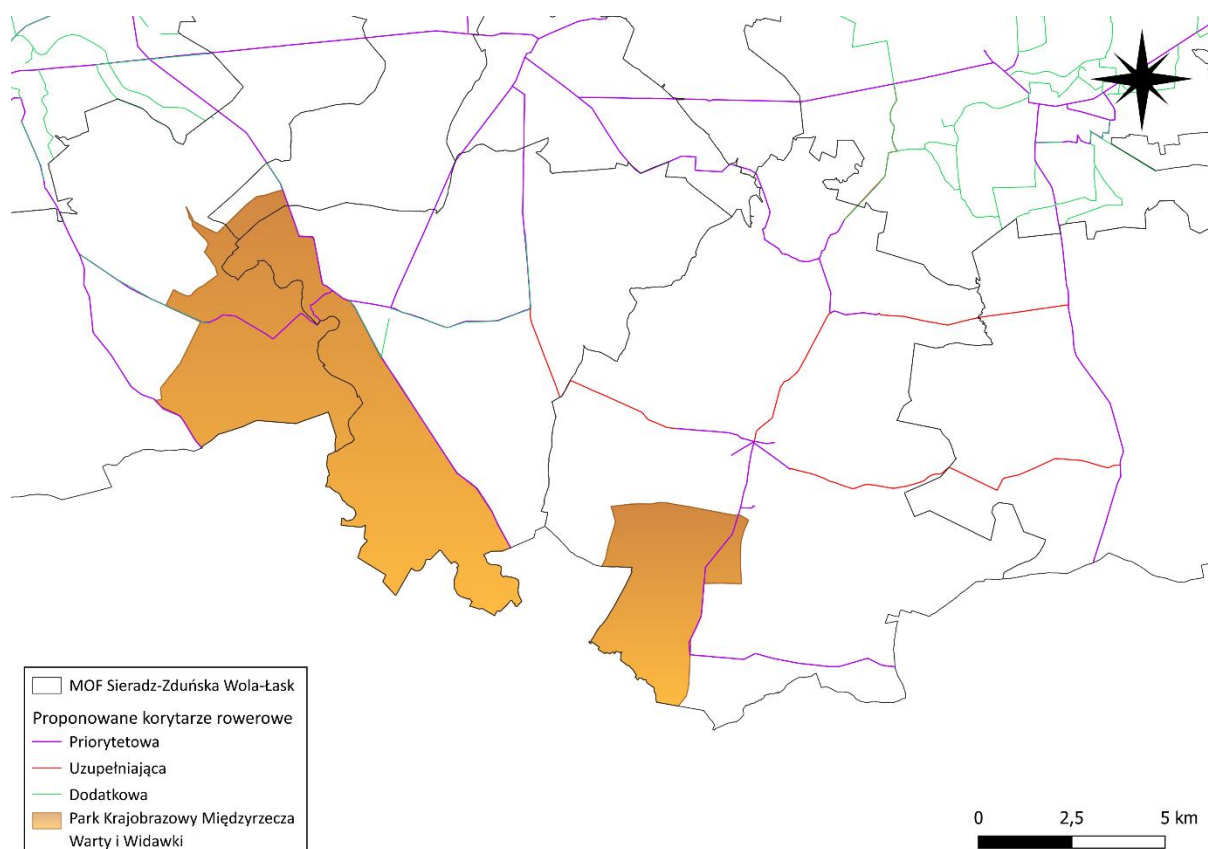 MOF Sieradz-Zduńska Wola-Łask
Proponowane korytarze rowerowe
Priorytetowa
Uzupełniająca
Dodatkowa
Park Krajobrazowy Międzyrzecza
Warty i Widawki
0 2,5 5 km